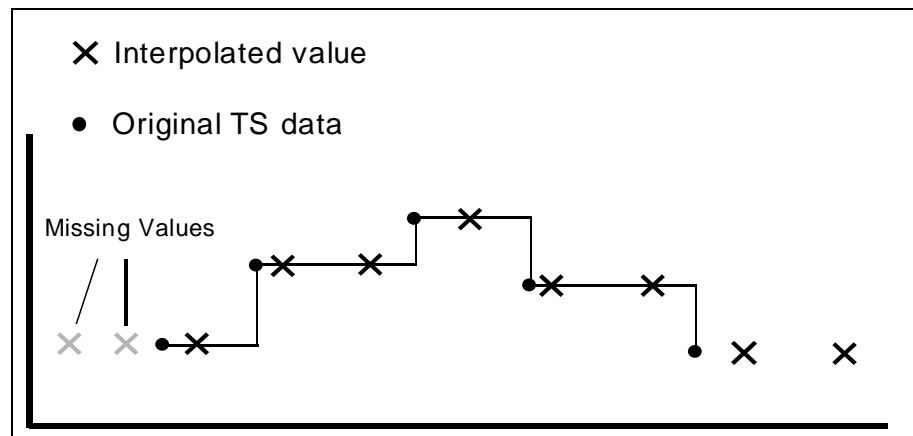 Interpolated value
Original TS data
Missing Values